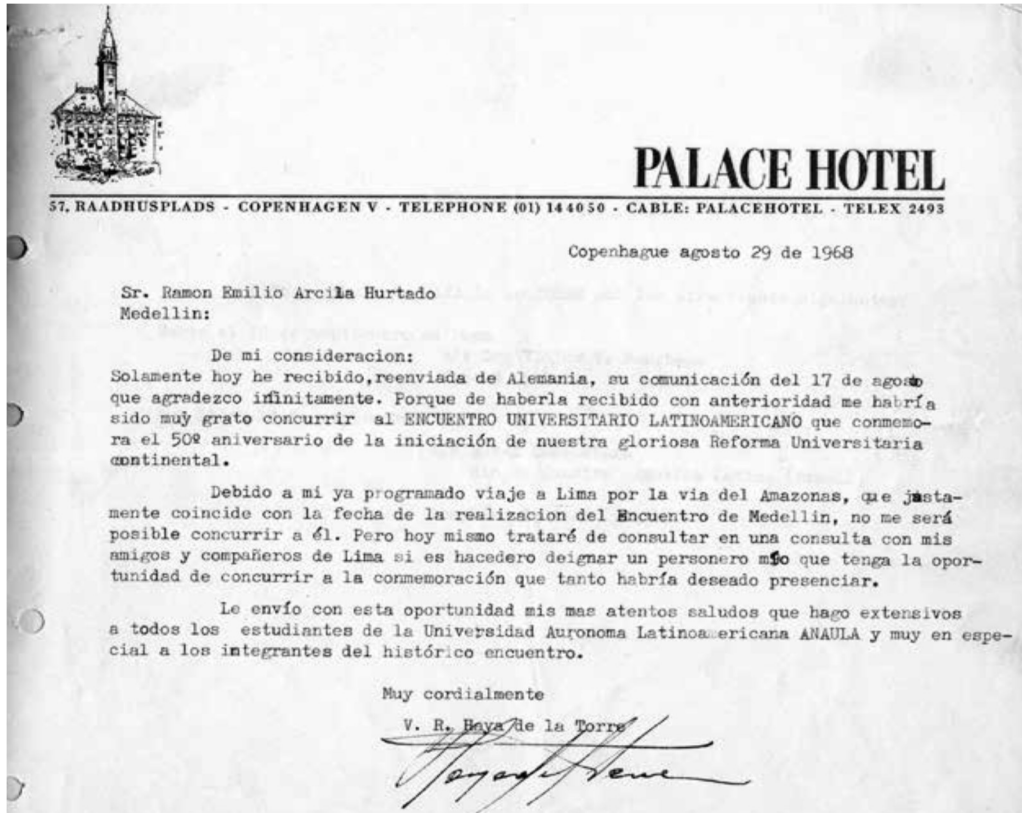 PALACE HOTEL
57, RAADHUSPLADS - COPENHAGEN V - TELEPHONE (01) 144050 - CABLE: PALACEHOTEL - TELEX 2493
Copenhague agosto 29 de 1968
Sr. Ramon Emilio Arcila Hurtado
Medellin:
De mi consideracion:
Solamente hoy he recibido,reenviada de Alemania, su comunicación del 17 de agosto
que agradezco infinitamente. Porque de haberla recibido con anterioridad me habría
sido muy grato concurrir al ENCUENTRO UNIVERSITARIO LATINOAMERICANO que conmemo-
ra el 50º aniversario de la iniciación de nuestra gloriosa Reforma Universitaria
continental.
Debido a mi ya programado viaje a Lima por la via del Amazonas, que justa-
mente coincide con la fecha de la realizacion del Encuentro de Medellin, no me será
posible concurrir a él. Pero hoy mismo trataré de consultar en una consulta con mis
amigos y compañeros de Lima si es hacedero deignar un personero mío que tenga la opor-
tunidad de concurrir a la conmemoración que tanto habría deseado presenciar.
Le envío con esta oportunidad mis mas atentos saludos que hago extensivos
a todos los estudiantes de la Universidad Auronoma Latinoamericana ANAULA y muy en espe-
cial a los integrantes del histórico encuentro.
Muy cordialmente
V. R. Haya de la Torre